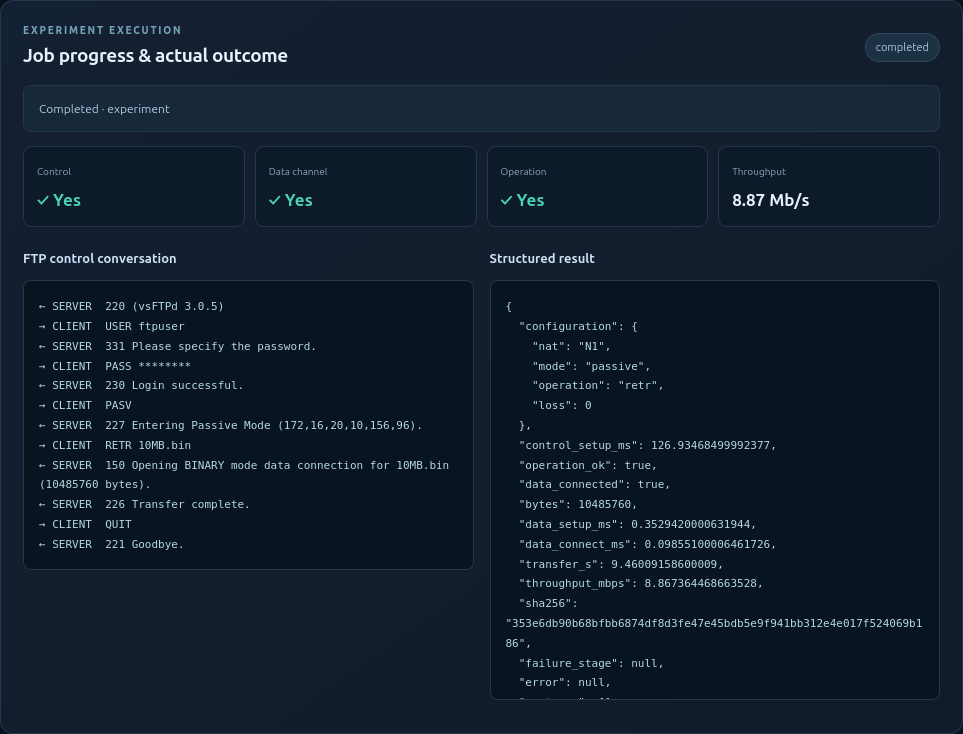 EXPERIMENT EXECUTION
Job progress & actual outcome
completed
Completed · experiment
Control
✓ Yes
Data channel
✓ Yes
Operation
✓ Yes
Throughput
8.87 Mb/s
FTP control conversation
← SERVER  220 (vsFTPd 3.0.5)
→ CLIENT  USER ftpuser
← SERVER  331 Please specify the password.
→ CLIENT  PASS ********
← SERVER  230 Login successful.
→ CLIENT  PASV
← SERVER  227 Entering Passive Mode (172,16,20,10,156,96).
→ CLIENT  RETR 10MB.bin
← SERVER  150 Opening BINARY mode data connection for 10MB.bin
(10485760 bytes).
← SERVER  226 Transfer complete.
→ CLIENT  QUIT
← SERVER  221 Goodbye.
Structured result
{
  "configuration": {
    "nat": "N1",
    "mode": "passive",
    "operation": "retr",
    "loss": 0
  },
  "control_setup_ms": 126.93468499992377,
  "operation_ok": true,
  "data_connected": true,
  "bytes": 10485760,
  "data_setup_ms": 0.3529420000631944,
  "data_connect_ms": 0.09855100006461726,
  "transfer_s": 9.46009158600009,
  "throughput_mbps": 8.867364468663528,
  "sha256":
"353e6db90b68bfbb6874df8d3fe47e45bdb5e9f941bb312e4e017f524069b1
86",
  "failure_stage": null,
  "error": null,